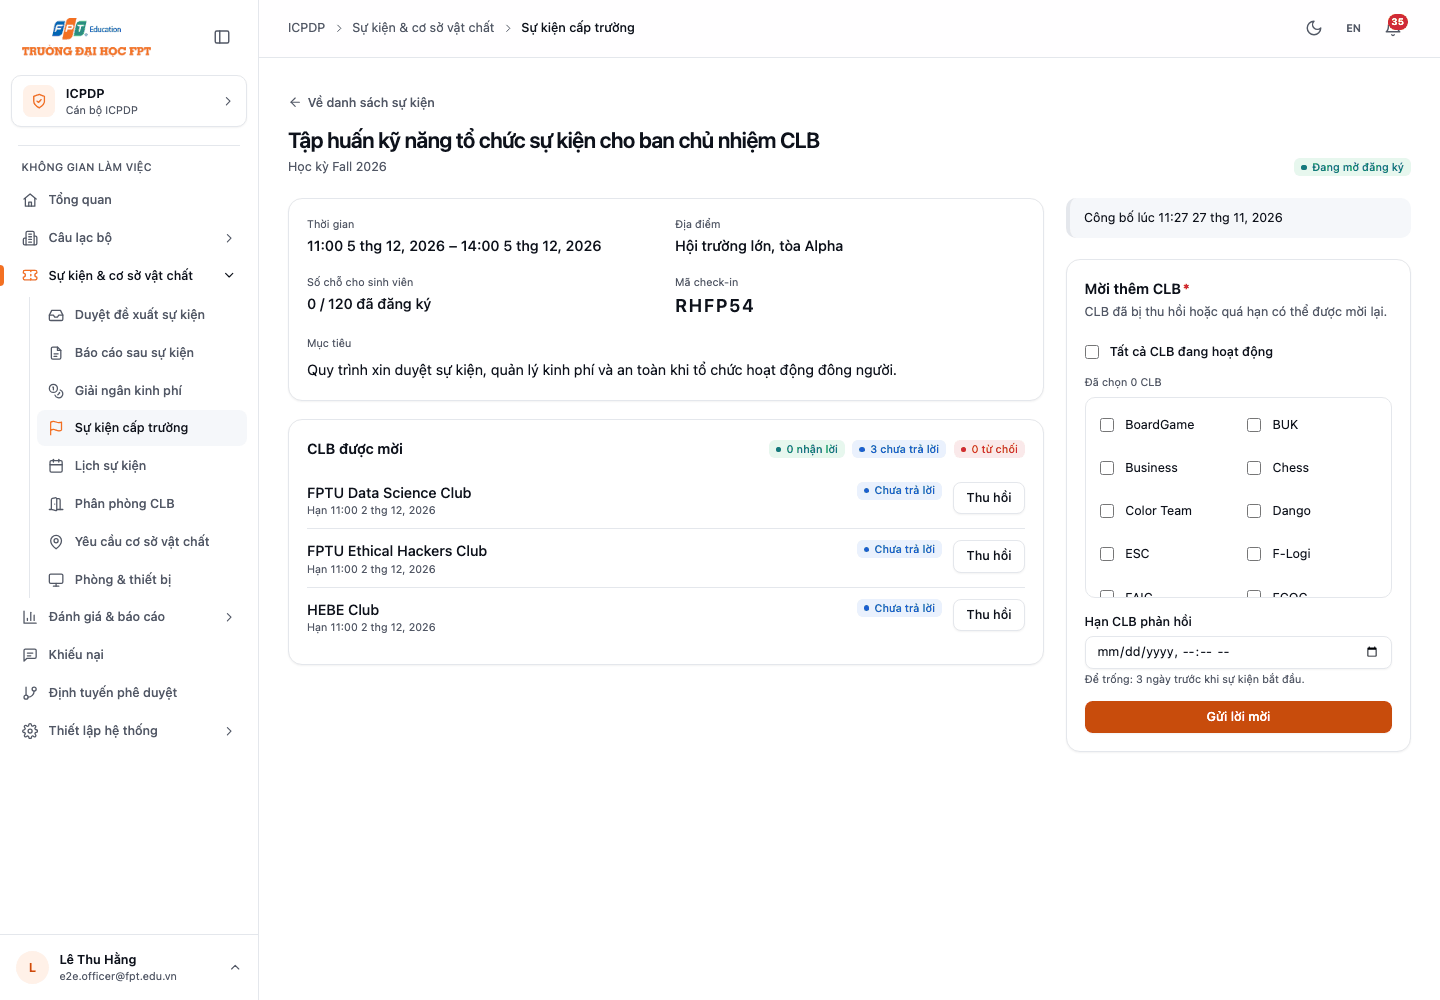 FPT Education
TRƯỜNG ĐẠI HỌC FPT
ICPDP
Cán bộ ICPDP
KHÔNG GIAN LÀM VIỆC
Tổng quan
Câu lạc bộ
Sự kiện & cơ sở vật chất
Duyệt đề xuất sự kiện
Báo cáo sau sự kiện
Giải ngân kinh phí
Sự kiện cấp trường
Lịch sự kiện
Phân phòng CLB
Yêu cầu cơ sở vật chất
Phòng & thiết bị
Đánh giá & báo cáo
Khiếu nại
Định tuyến phê duyệt
Thiết lập hệ thống
L
Lê Thu Hằng
e2e.officer@fpt.edu.vn
ICPDP > Sự kiện & cơ sở vật chất > Sự kiện cấp trường
EN
35
Về danh sách sự kiện
Tập huấn kỹ năng tổ chức sự kiện cho ban chủ nhiệm CLB
Học kỳ Fall 2026
Đang mở đăng ký
Thời gian
11:00 5 thg 12, 2026 – 14:00 5 thg 12, 2026
Địa điểm
Hội trường lớn, tòa Alpha
Số chỗ cho sinh viên
0 / 120 đã đăng ký
Mã check-in
RHFP54
Mục tiêu
Quy trình xin duyệt sự kiện, quản lý kinh phí và an toàn khi tổ chức hoạt động đông người.
CLB được mời
0 nhận lời
3 chưa trả lời
0 từ chối
FPTU Data Science Club
Hạn 11:00 2 thg 12, 2026
Chưa trả lời
Thu hồi
FPTU Ethical Hackers Club
Hạn 11:00 2 thg 12, 2026
Chưa trả lời
Thu hồi
HEBE Club
Hạn 11:00 2 thg 12, 2026
Chưa trả lời
Thu hồi
Công bố lúc 11:27 27 thg 11, 2026
Mời thêm CLB*
CLB đã bị thu hồi hoặc quá hạn có thể được mời lại.
Tất cả CLB đang hoạt động
Đã chọn 0 CLB
BoardGame
BUK
Business
Chess
Color Team
Dango
ESC
F-Logi
Hạn CLB phản hồi
mm/dd/yyyy, --:-- --
Để trống: 3 ngày trước khi sự kiện bắt đầu.
Gửi lời mời